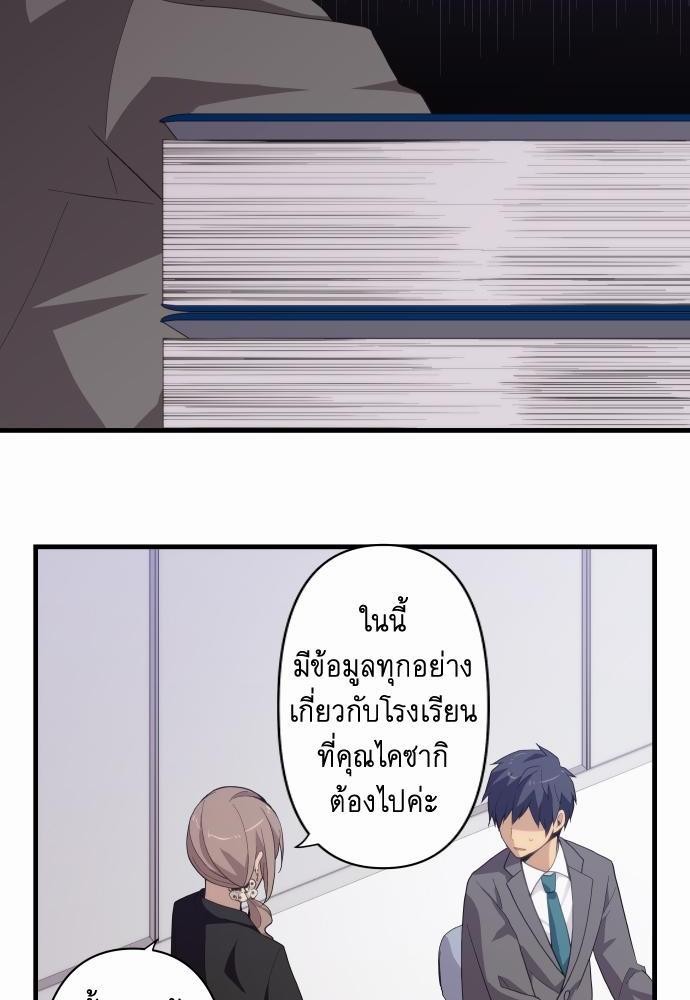 ในนี้
มีข้อมูลทุกอย่าง
เกี่ยวกับโรงเรียน
ที่คุณไคซากิ
ต้องไปค่ะ